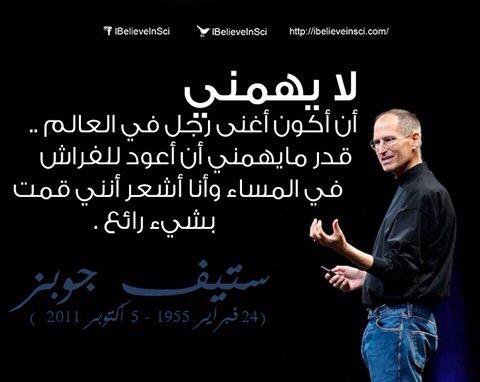 IBelieveInSci IBelieveInSci http://ibelieveinsci.com/
لا يهمني
أن أكون أغنى رجل في العالم ..
قدر مايهمني أن أعود للفراش
في المساء وأنا أشعر أنني قمت
بشيء رائع .
ستيف جوبز
(24 فبراير 1955 - 5 أكتوبر 2011 )